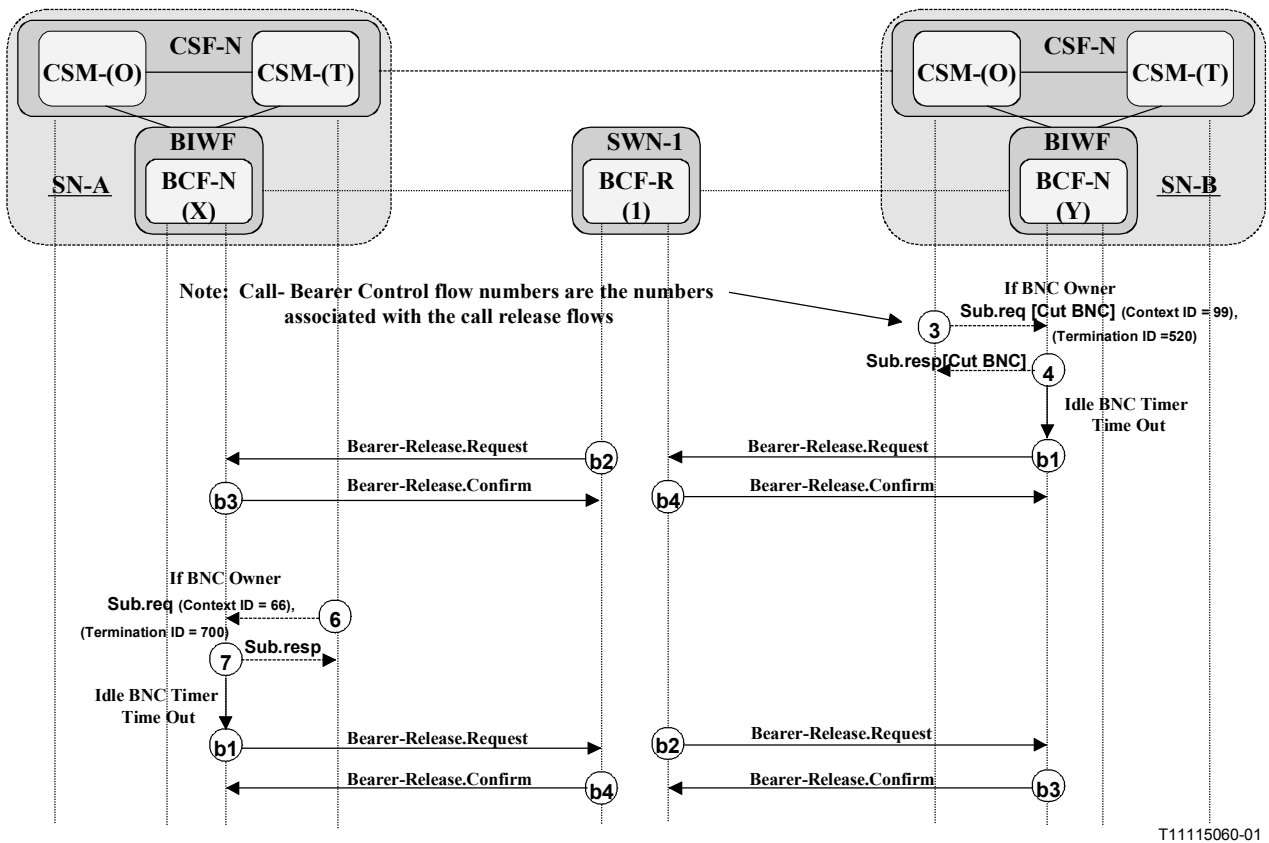 CSF-N
CSM-(O)
CSM-(T)
BIWF
BCF-N
(X)
SN-A
SWN-1
BCF-R
(1)
CSF-N
CSM-(O)
CSM-(T)
BIWF
BCF-N
(Y)
SN-B
Note: Call- Bearer Control flow numbers are the numbers
associated with the call release flows
If BNC Owner
3
Sub.req [Cut BNC] (Context ID = 99),
(Termination ID =520)
Sub.resp[Cut BNC]
4
Idle BNC Timer
Time Out
Bearer-Release.Request
b2
Bearer-Release.Request
b1
b3
Bearer-Release.Confirm
b4
Bearer-Release.Confirm
If BNC Owner
Sub.req (Context ID = 66),
6
(Termination ID = 700)
7
Sub.resp
Idle BNC Timer
Time Out
b1
Bearer-Release.Request
b2
Bearer-Release.Request
Bearer-Release.Confirm
b4
Bearer-Release.Confirm
b3
T11115060-01